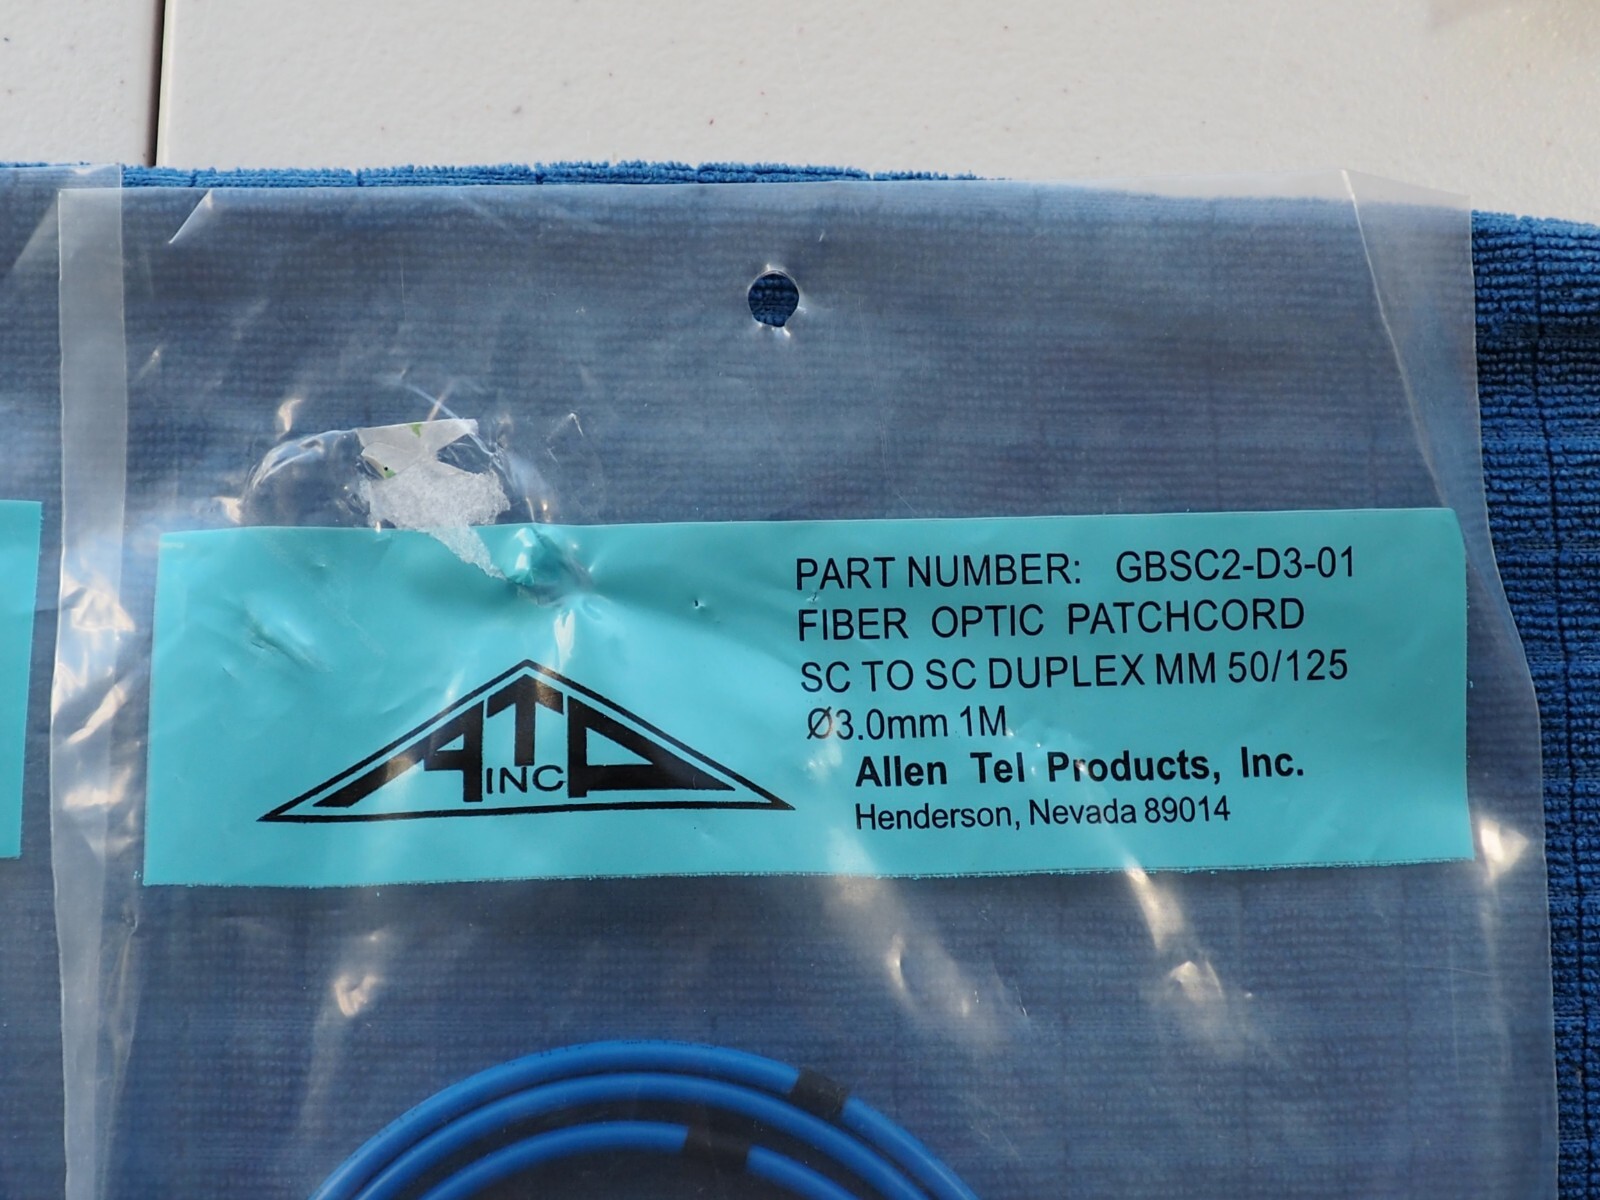 PART NUMBER: GBSC2-D3-01
FIBER OPTIC PATCHCORD
SC TO SC DUPLEX MM 50/125
Ø3.0mm 1M
ATP
INC
Allen Tel Products, Inc.
Henderson, Nevada 89014